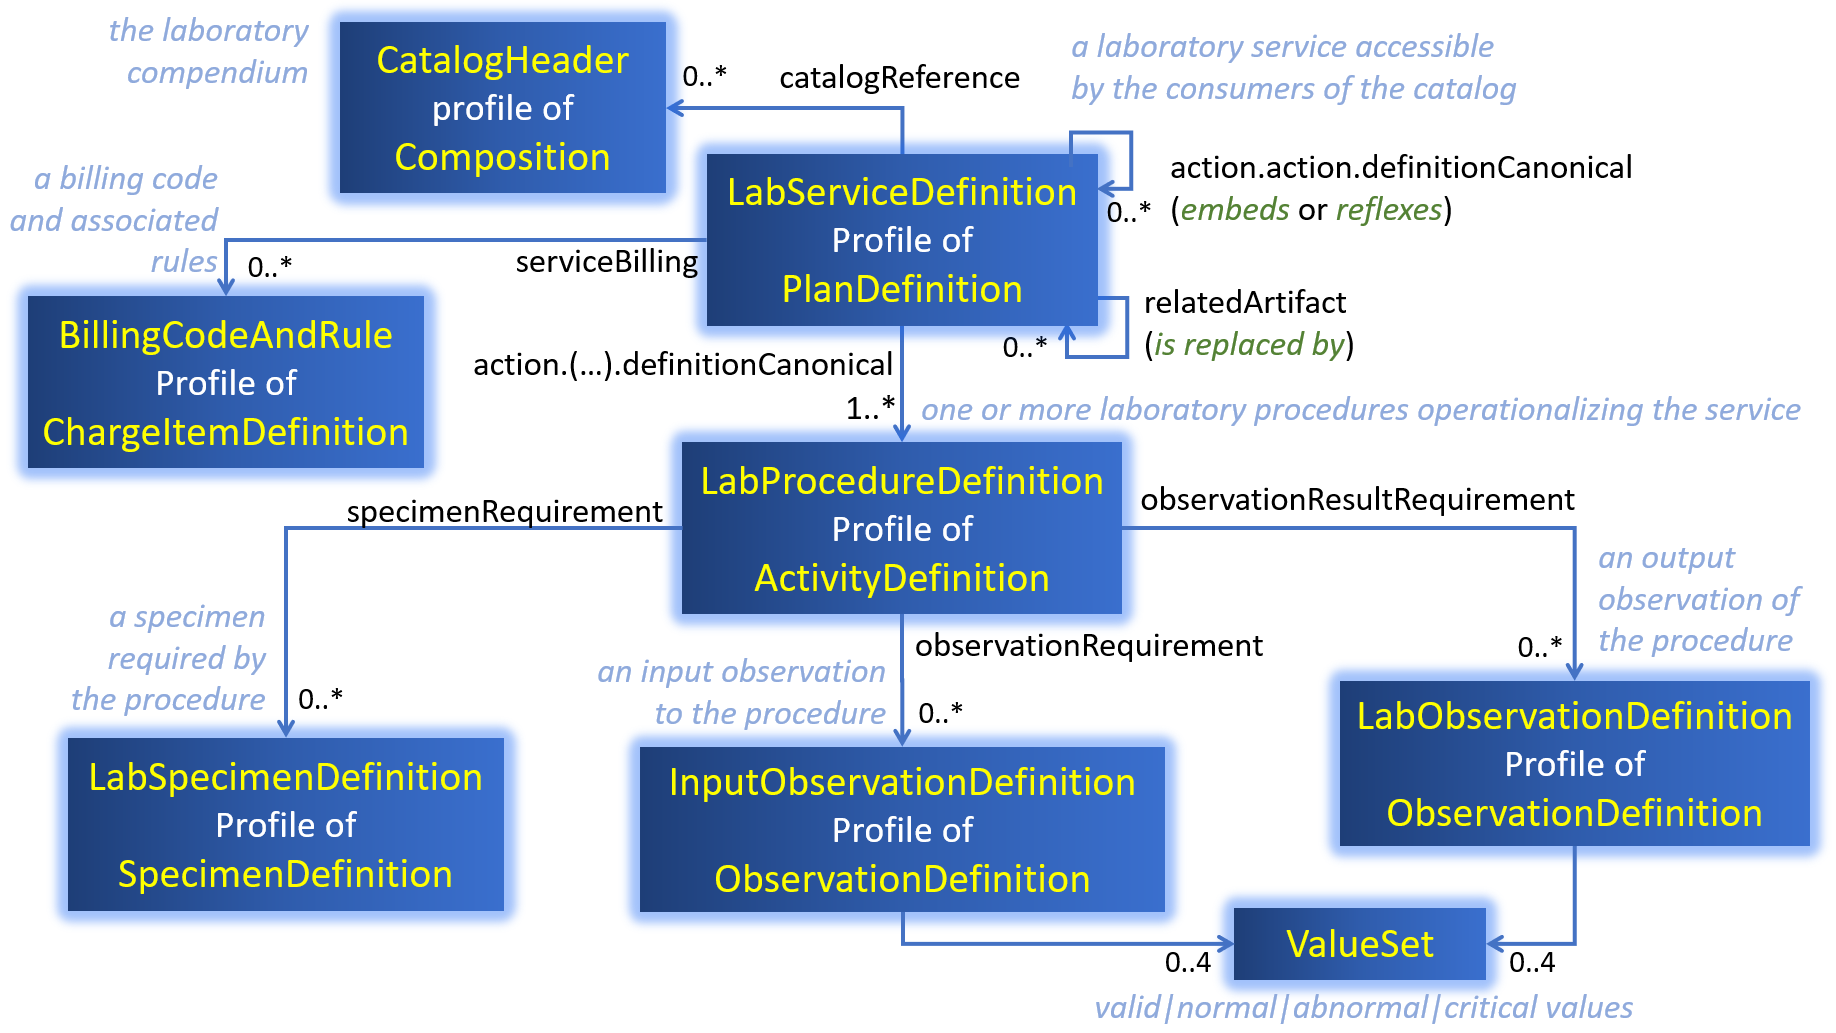 the laboratory
compendium
CatalogHeader
profile of
Composition
0..*
catalogReference
a laboratory service accessible
by the consumers of the catalog
a billing code
and associated
rules
LabServiceDefinition
Profile of
PlanDefinition
action.action.definitionCanonical
(embeds or reflexes)
0..*
serviceBilling
0..*
BillingCodeAndRule
Profile of
ChargeItemDefinition
relatedArtifact
(is replaced by)
0..*
action.(...).definitionCanonical
1..*
one or more laboratory procedures operationalizing the service
LabProcedureDefinition
Profile of
ActivityDefinition
specimenRequirement
observationResultRequirement
a specimen
required by
the procedure
0..*
observationRequirement
an input observation
to the procedure
0..*
an output
observation of
the procedure
0..*
LabSpecimenDefinition
Profile of
SpecimenDefinition
InputObservationDefinition
Profile of
ObservationDefinition
LabObservationDefinition
Profile of
ObservationDefinition
ValueSet
0..4
0..4
valid|normal|abnormal|critical values